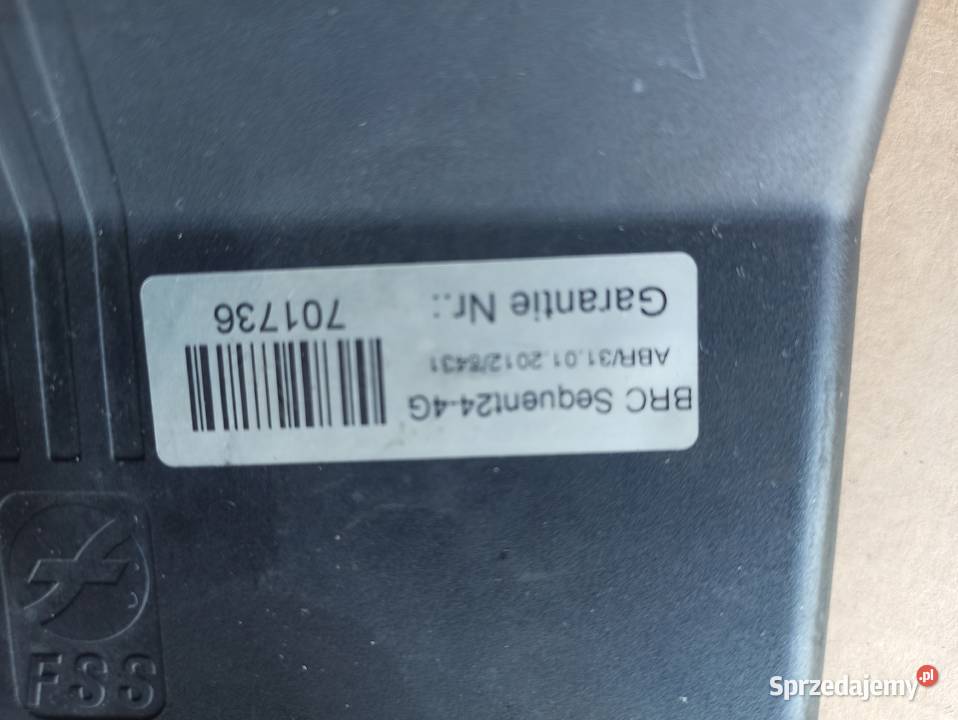 BRC Sequent24-4G
ABR/31.01.2012/8431
Garantie Nr.: 701736
FSS
Sprzedajemy.pl